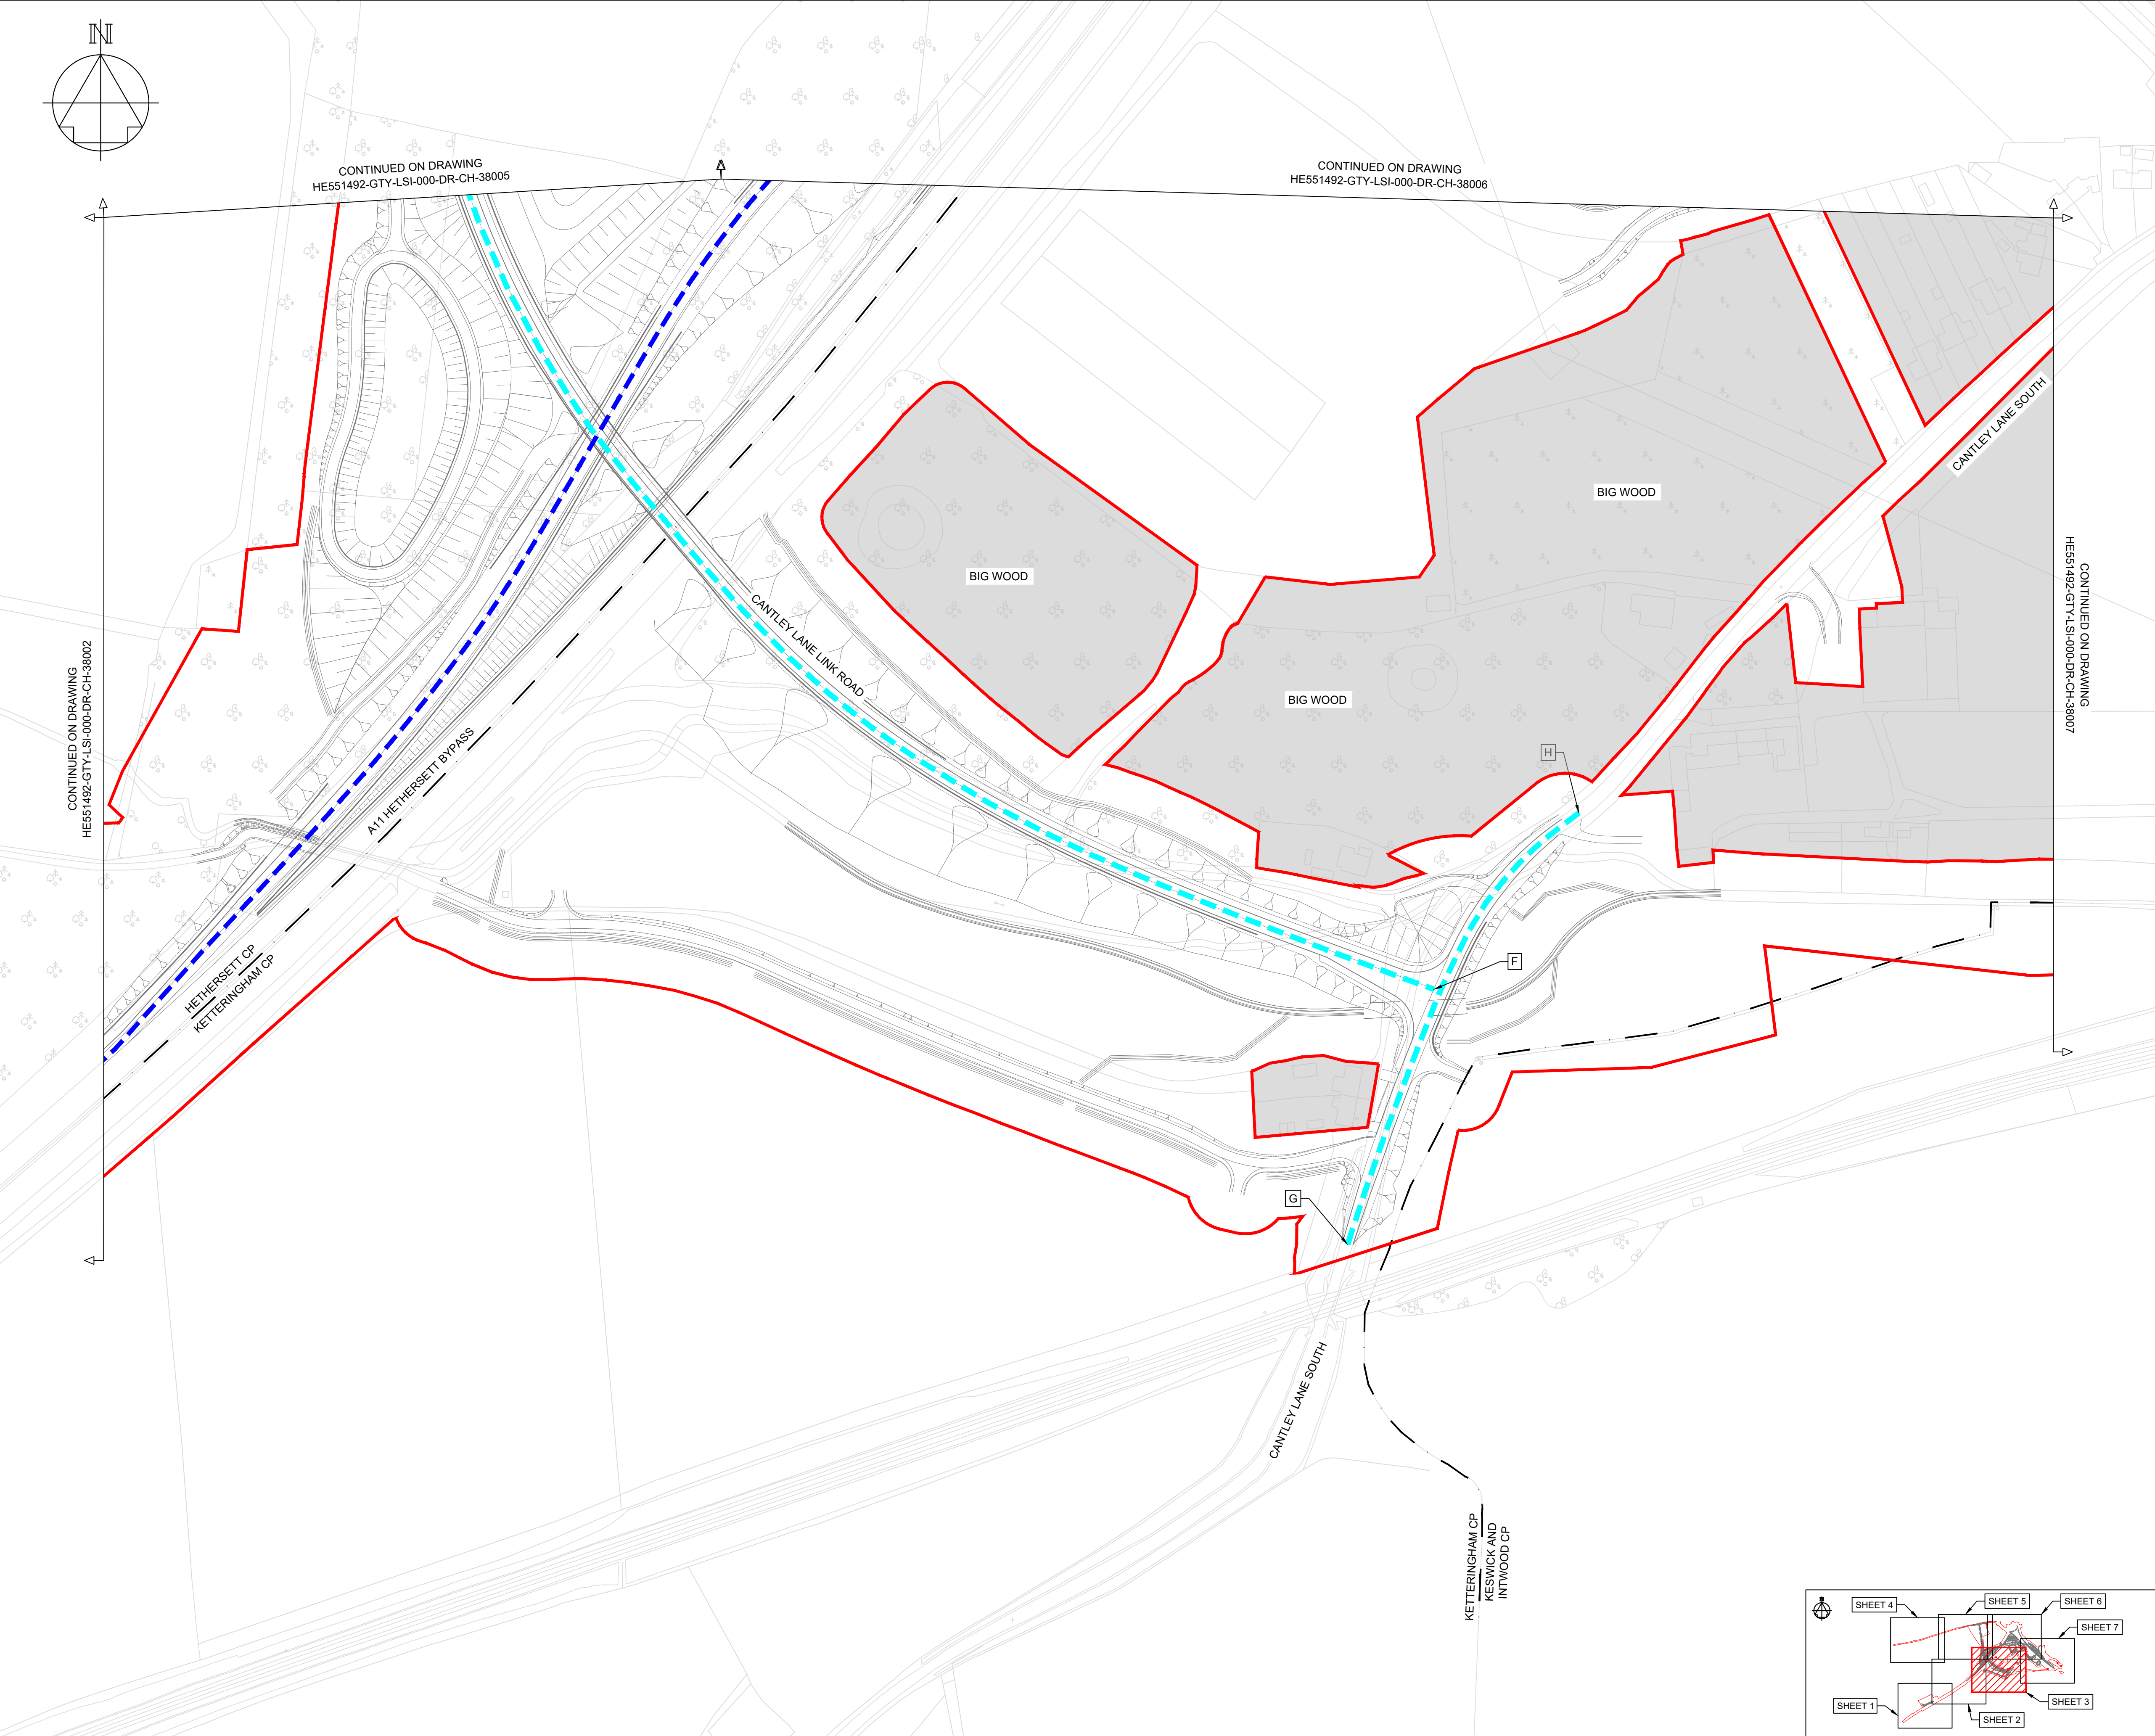 N
CONTINUED ON DRAWING
HE551492-GTY-LSI-000-DR-CH-38005
CONTINUED ON DRAWING
HE551492-GTY-LSI-000-DR-CH-38006
CANTLEY LANE SOUTH
BIG WOOD
BIG WOOD
BIG WOOD
CANTLEY LANE LINK ROAD
CONTINUED ON DRAWING
HE551492-GTY-LSI-000-DR-CH-38007
CONTINUED ON DRAWING
HE551492-GTY-LSI-000-DR-CH-38002
A11 HETHERSETT BYPASS
H
F
HETHERSETT CP
KETTERINGHAM CP
G
CANTLEY LANE SOUTH
KETTERINGHAM CP
KESWICK AND
INTWOOD CP
SHEET 4
SHEET 5
SHEET 6
SHEET 7
SHEET 3
SHEET 1
SHEET 2